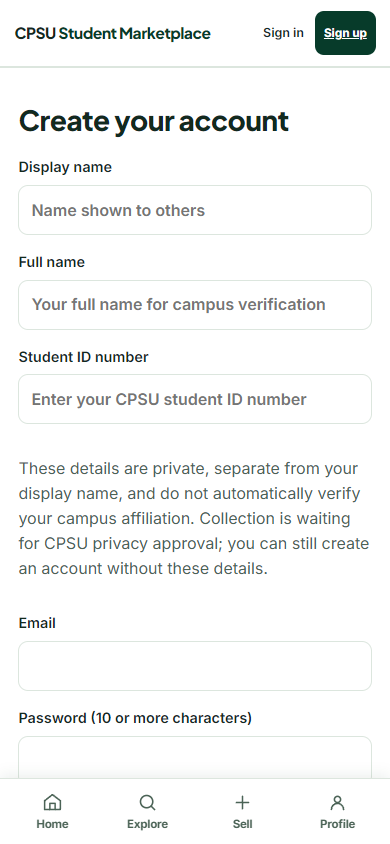 CPSU Student Marketplace
Sign in
Sign up
Create your account
Display name
Name shown to others
Full name
Your full name for campus verification
Student ID number
Enter your CPSU student ID number
These details are private, separate from your
display name, and do not automatically verify
your campus affiliation. Collection is waiting
for CPSU privacy approval; you can still create
an account without these details.
Email
Password (10 or more characters)
Home
Explore
Sell
Profile